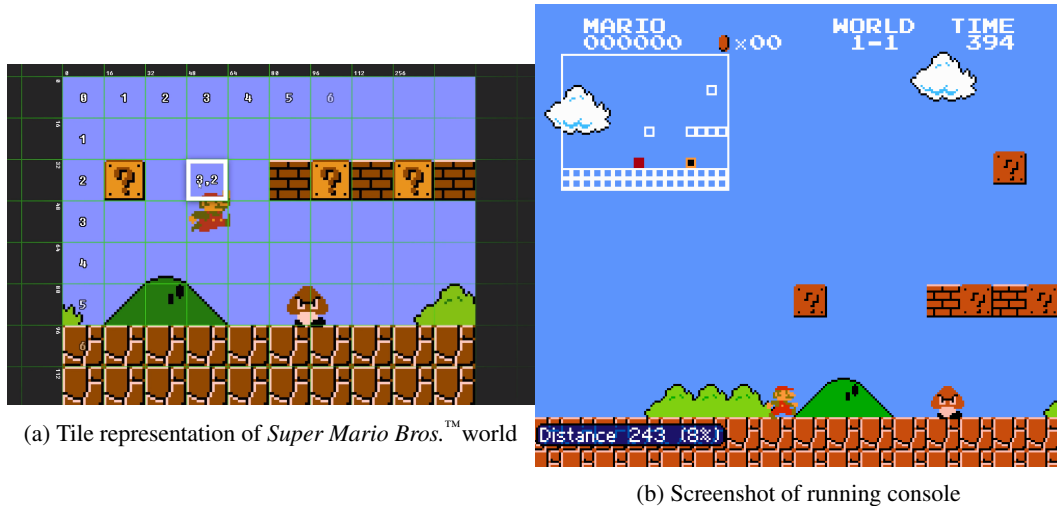 0 16 32 48 64 80 96 112 256
0 1 2 3 4 5 6
1
2 ? 3,2 ? ?
3
4
5
6
(a) Tile representation of Super Mario Bros.™ world
MARIO WORLD TIME
000000 ×00 1-1 394
?
? ? ?
Distance 243 (8%)
(b) Screenshot of running console